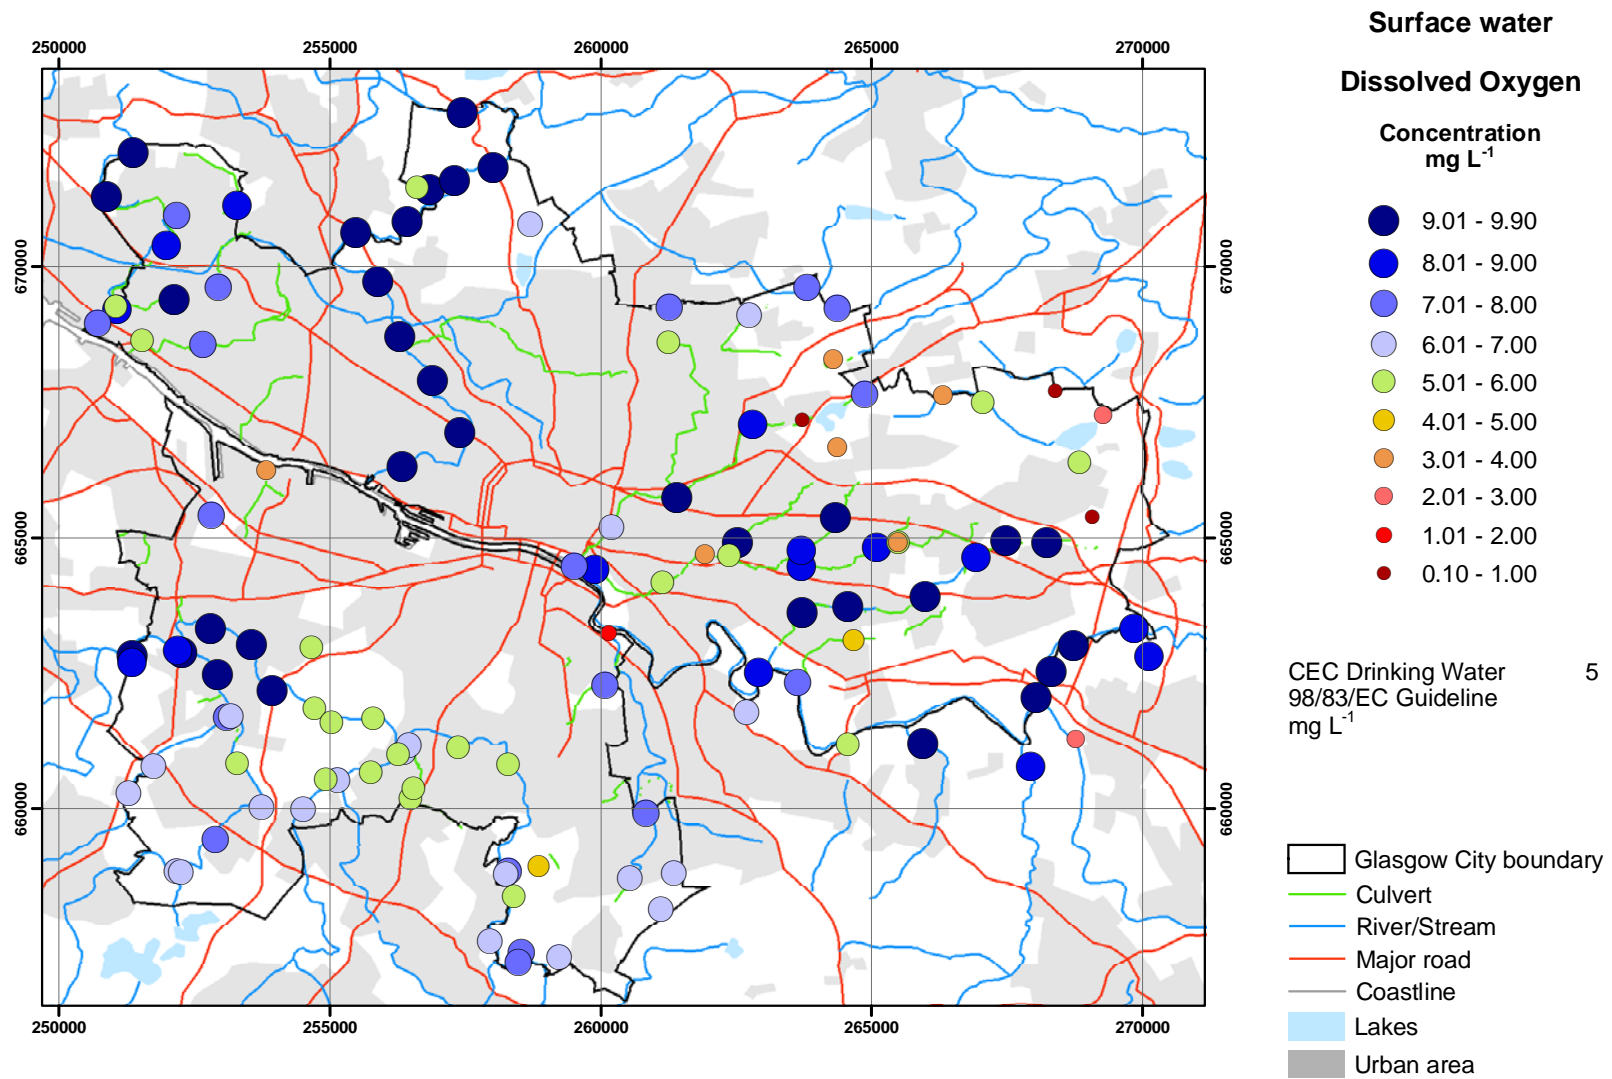 Surface water
Dissolved Oxygen
Concentration
mg L-1
9.01 - 9.90
8.01 - 9.00
7.01 - 8.00
6.01 - 7.00
5.01 - 6.00
4.01 - 5.00
3.01 - 4.00
2.01 - 3.00
1.01 - 2.00
0.10 - 1.00
CEC Drinking Water 5
98/83/EC Guideline
mg L-1
Glasgow City boundary
Culvert
River/Stream
Major road
Coastline
Lakes
Urban area
250000 255000 260000 265000 270000
670000 670000
665000 665000
660000 660000
250000 255000 260000 265000 270000